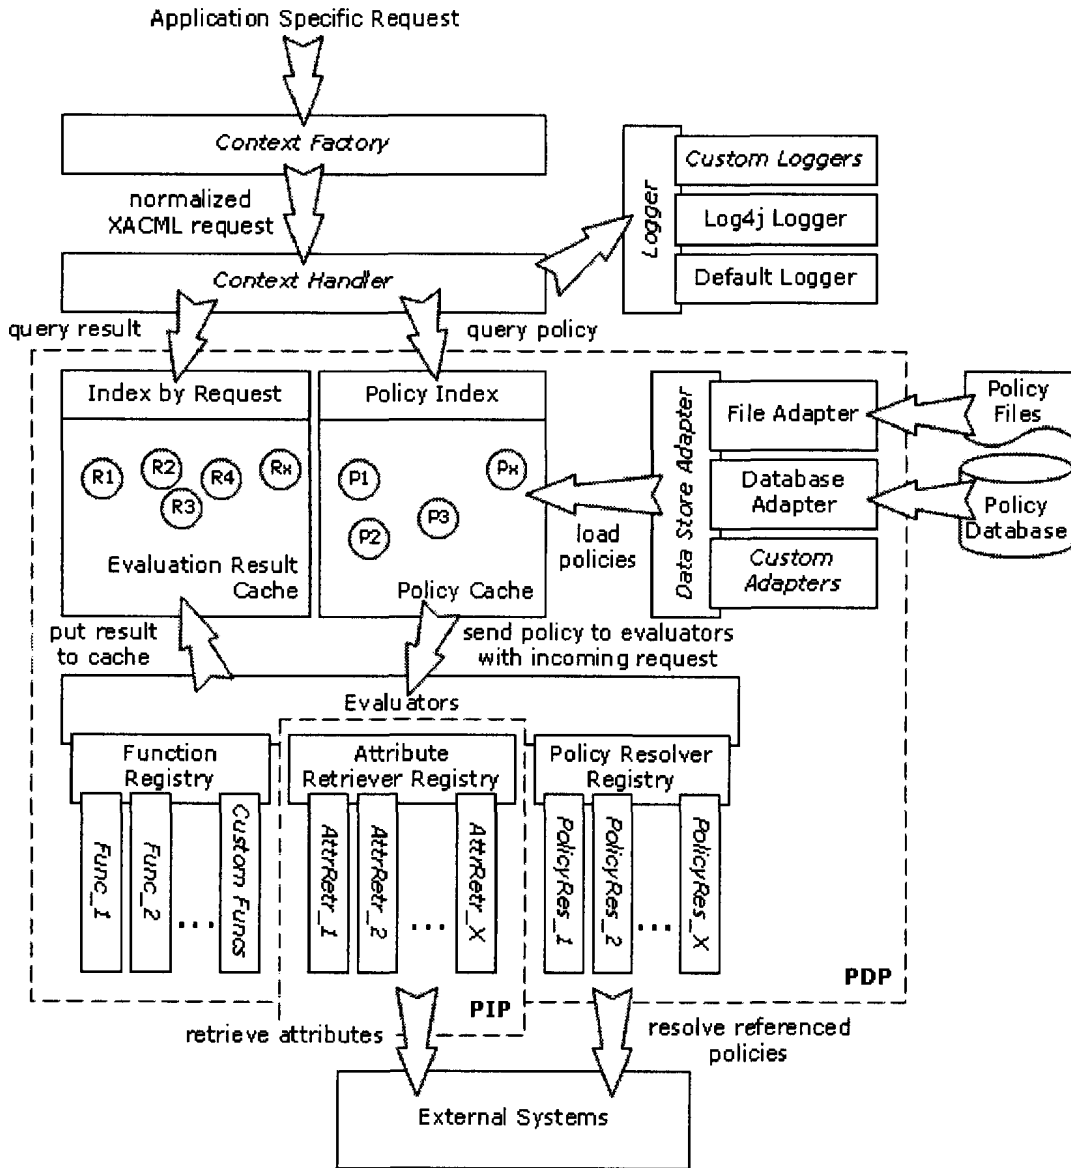 Application Specific Request
Context Factory
normalized
XACML request
Context Handler
Logger
Custom Loggers
Log4j Logger
Default Logger
query result
query policy
Index by Request
R1
R2
R3
R4
Rx
Evaluation Result
Cache
Policy Index
P1
P2
P3
Px
Policy Cache
load
policies
Data Store Adapter
File Adapter
Database
Adapter
Custom
Adapters
Policy
Files
Policy
Database
put result
to cache
send policy to evaluators
with incoming request
Evaluators
Function
Registry
Attribute
Retriever Registry
Policy Resolver
Registry
Func_1
Func_2
...
Custom Funcs
AttrRetr_1
AttrRetr_2
...
AttrRetr_X
PolicyRes_1
PolicyRes_2
...
PolicyRes_X
PIP
PDP
retrieve attributes
resolve referenced
policies
External Systems